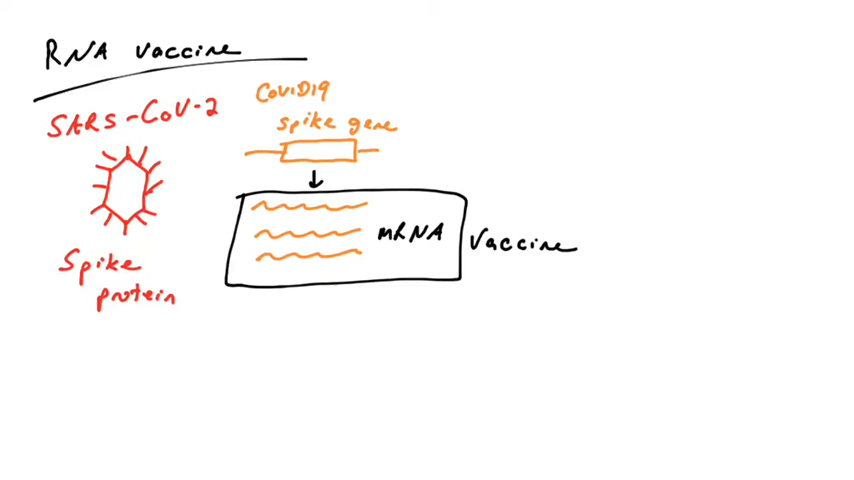 RNA vaccine
SARS-CoV-2
Spike
protein
COVID19
spike gene
mRNA
Vaccine